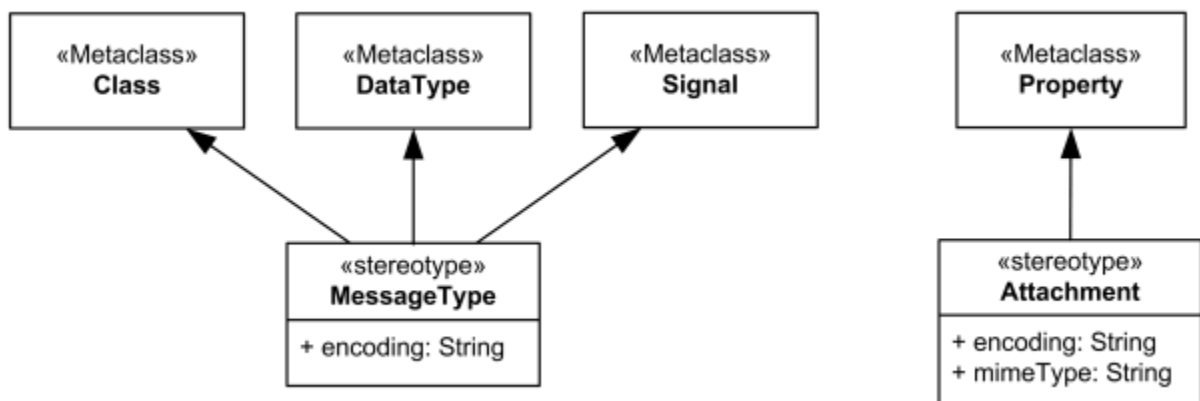 «Metaclass»
Class
«Metaclass»
DataType
«Metaclass»
Signal
«Metaclass»
Property
«stereotype»
MessageType
+ encoding: String
«stereotype»
Attachment
+ encoding: String
+ mimeType: String